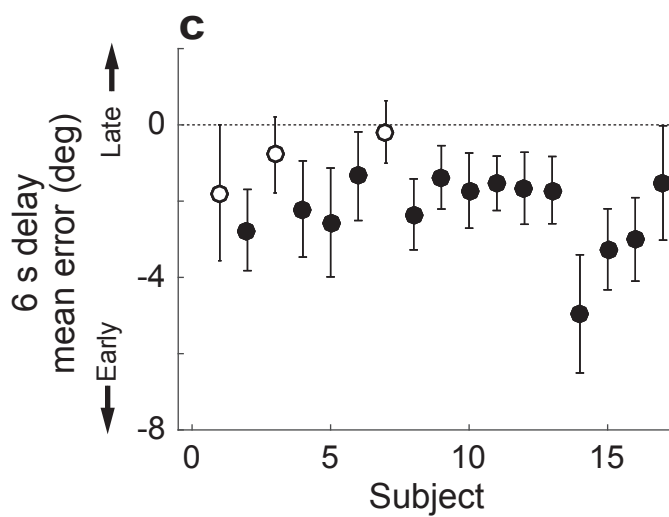 c
6 s delay
mean error (deg)
Late
Early
0
-4
-8
0 5 10 15
Subject